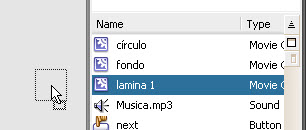 Name Type
círculo Movie C
fondo Movie C
lamina 1 Movie C
Musica.mp3 Sound
next Button